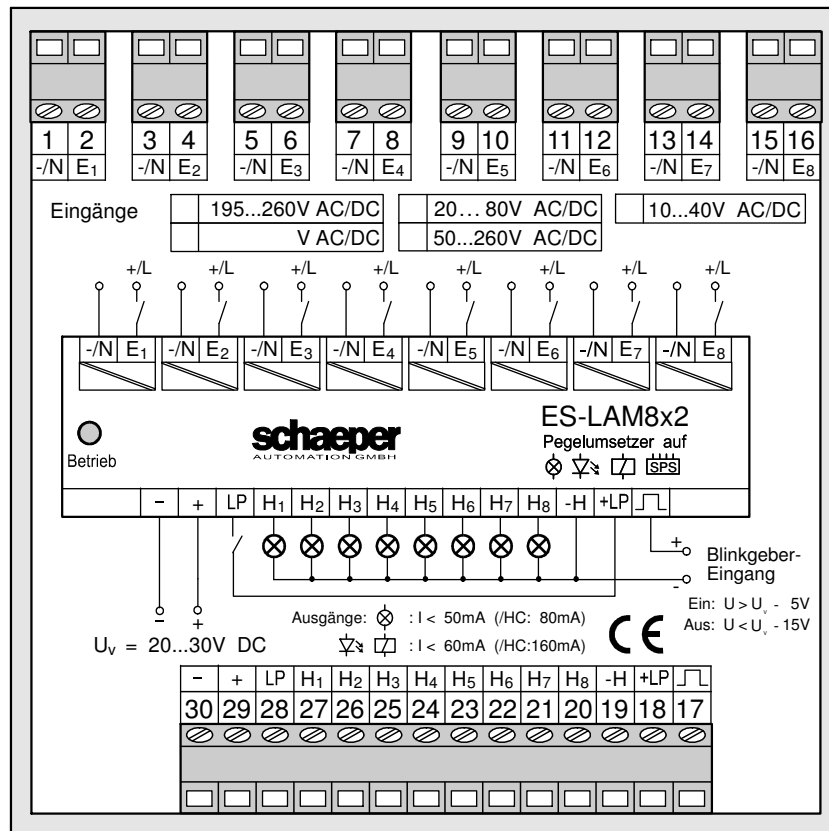 1 2 3 4 5 6 7 8 9 10 11 12 13 14 15 16
-/N E1 -/N E2 -/N E3 -/N E4 -/N E5 -/N E6 -/N E7 -/N E8
Eingänge 195...260V AC/DC 20...80V AC/DC 10...40V AC/DC
V AC/DC 50...260V AC/DC
+/L +/L +/L +/L +/L +/L +/L +/L
-/N E1 -/N E2 -/N E3 -/N E4 -/N E5 -/N E6 -/N E7 -/N E8
ES-LAM8x2
schaeper
AUTOMATION GMBH
Pegelumsetzer auf
Betrieb
SPS
- + LP H1 H2 H3 H4 H5 H6 H7 H8 -H +LP
+
Blinkgeber-
Eingang
-
Ein: U > Uv - 5V
Aus: U < Uv - 15V
- +
Ausgänge: : I < 50mA (/HC: 80mA)
CE
Uv = 20...30V DC
: I < 60mA (/HC:160mA)
- + LP H1 H2 H3 H4 H5 H6 H7 H8 -H +LP
30 29 28 27 26 25 24 23 22 21 20 19 18 17